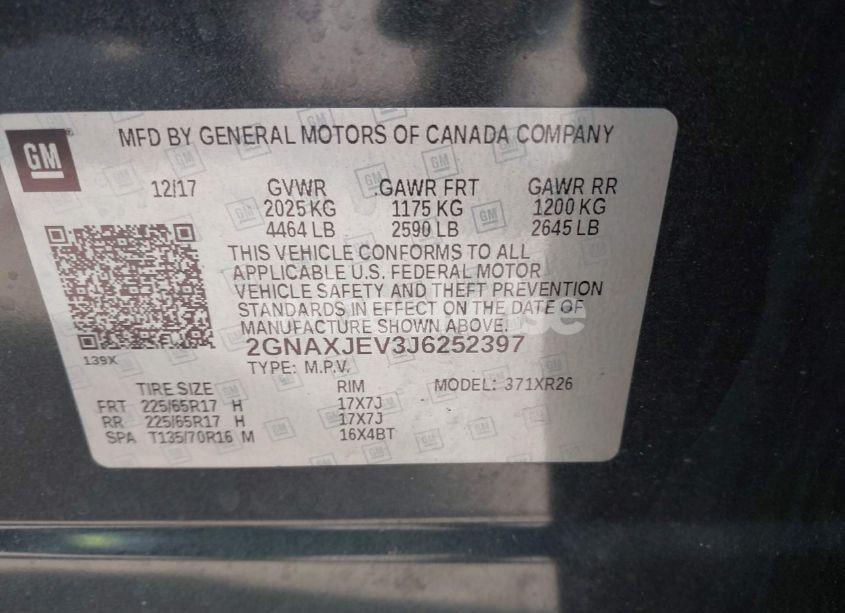 GM
MFD BY GENERAL MOTORS OF CANADA COMPANY
12/17 GVWR GAWR FRT GAWR RR
2025 KG 1175 KG 1200 KG
4464 LB 2590 LB 2645 LB
THIS VEHICLE CONFORMS TO ALL
APPLICABLE U.S. FEDERAL MOTOR
VEHICLE SAFETY AND THEFT PREVENTION
STANDARDS IN EFFECT ON THE DATE OF
MANUFACTURE SHOWN ABOVE.
139X
2GNAXJEV3J6252397
TYPE: M.P.V.
TIRE SIZE RIM MODEL: 371XR26
FRT 225/65R17 H 17X7J
RR 225/65R17 H 17X7J
SPA T135/70R16 M 16X4BT